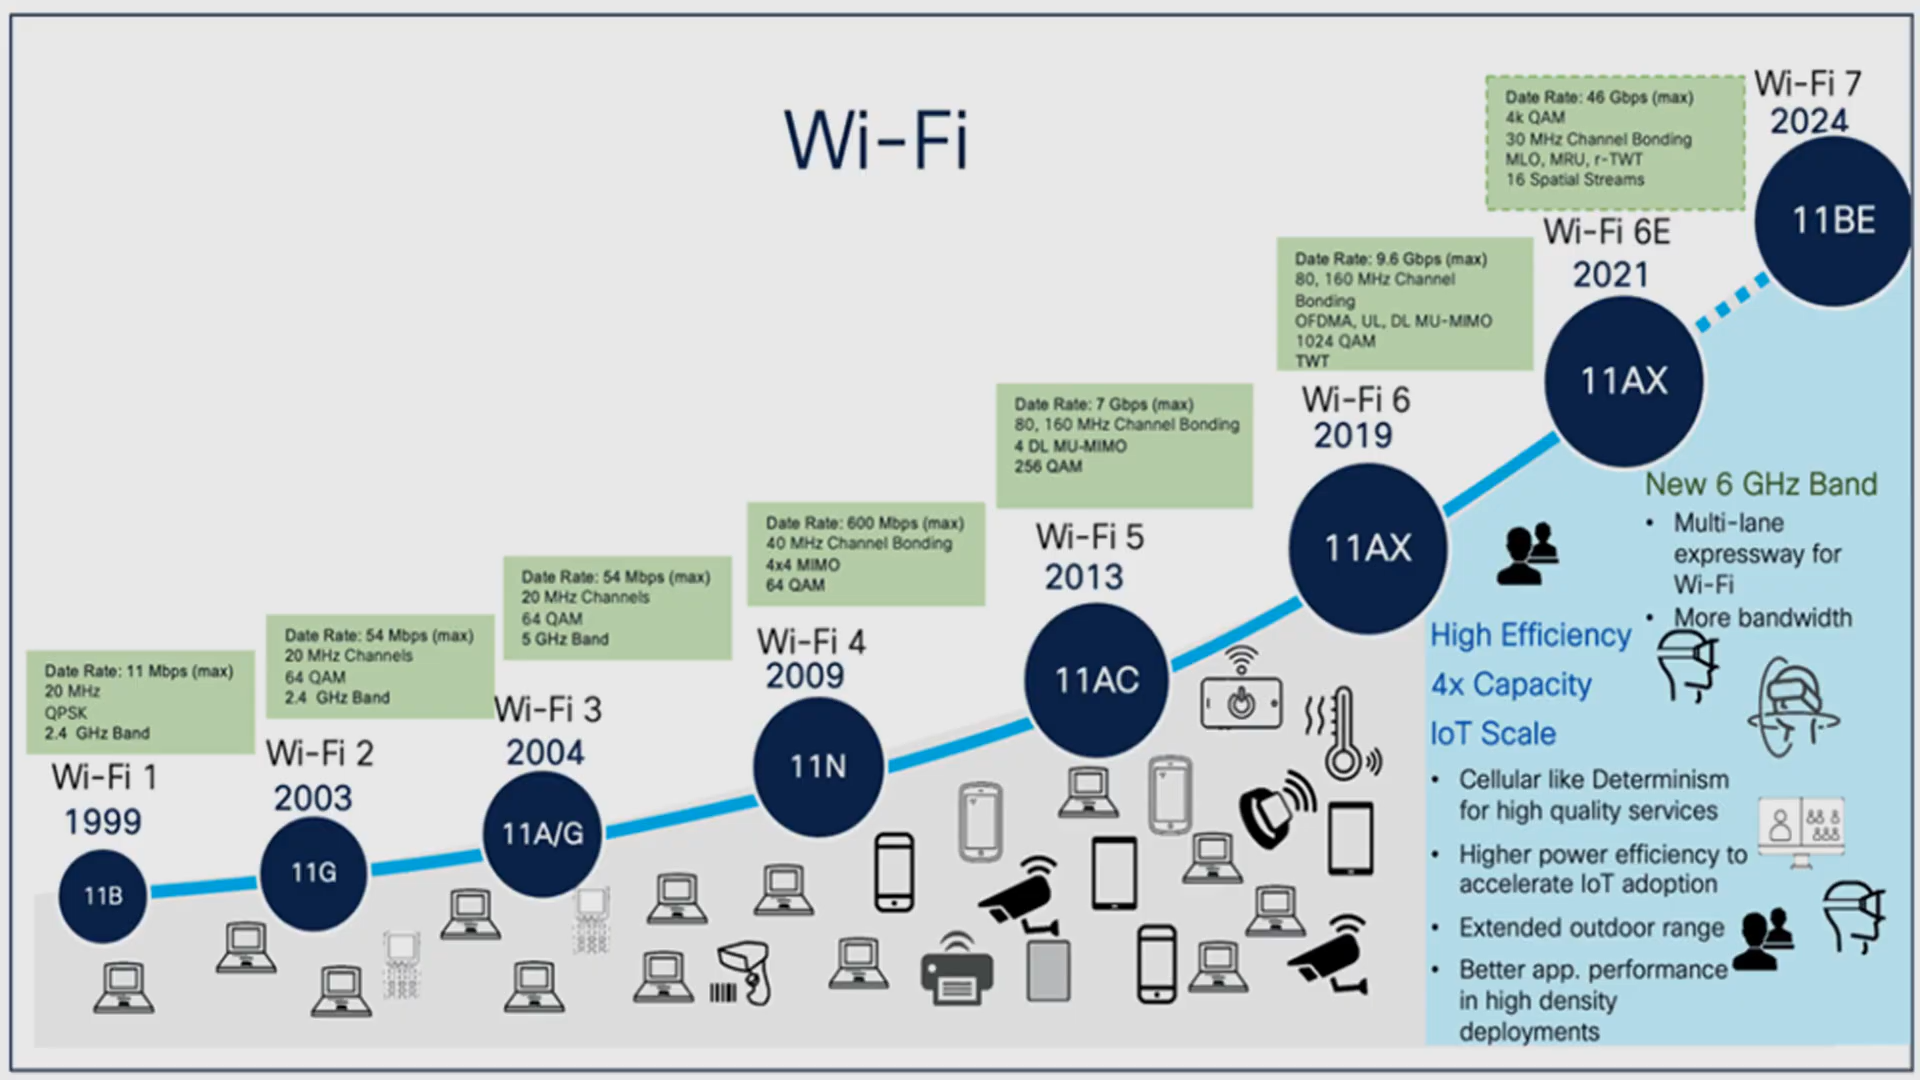 Wi-Fi
Date Rate: 11 Mbps (max)
20 MHz
QPSK
2.4 GHz Band
Wi-Fi 1
1999
11B
Date Rate: 54 Mbps (max)
20 MHz Channels
64 QAM
2.4 GHz Band
Wi-Fi 2
2003
11G
Date Rate: 54 Mbps (max)
20 MHz Channels
64 QAM
5 GHz Band
Wi-Fi 3
2004
11A/G
Date Rate: 600 Mbps (max)
40 MHz Channel Bonding
4x4 MIMO
64 QAM
Wi-Fi 4
2009
11N
Date Rate: 7 Gbps (max)
80, 160 MHz Channel Bonding
4 DL MU-MIMO
256 QAM
Wi-Fi 5
2013
11AC
Date Rate: 9.6 Gbps (max)
80, 160 MHz Channel
Bonding
OFDMA, UL, DL MU-MIMO
1024 QAM
TWT
Wi-Fi 6
2019
11AX
Date Rate: 46 Gbps (max)
4k QAM
30 MHz Channel Bonding
MLO, MRU, r-TWT
16 Spatial Streams
Wi-Fi 6E
2021
11AX
Wi-Fi 7
2024
11BE
New 6 GHz Band
• Multi-lane
expressway for
Wi-Fi
• More bandwidth
High Efficiency
4x Capacity
IoT Scale
• Cellular like Determinism
for high quality services
• Higher power efficiency to
accelerate IoT adoption
• Extended outdoor range
• Better app. performance
in high density
deployments